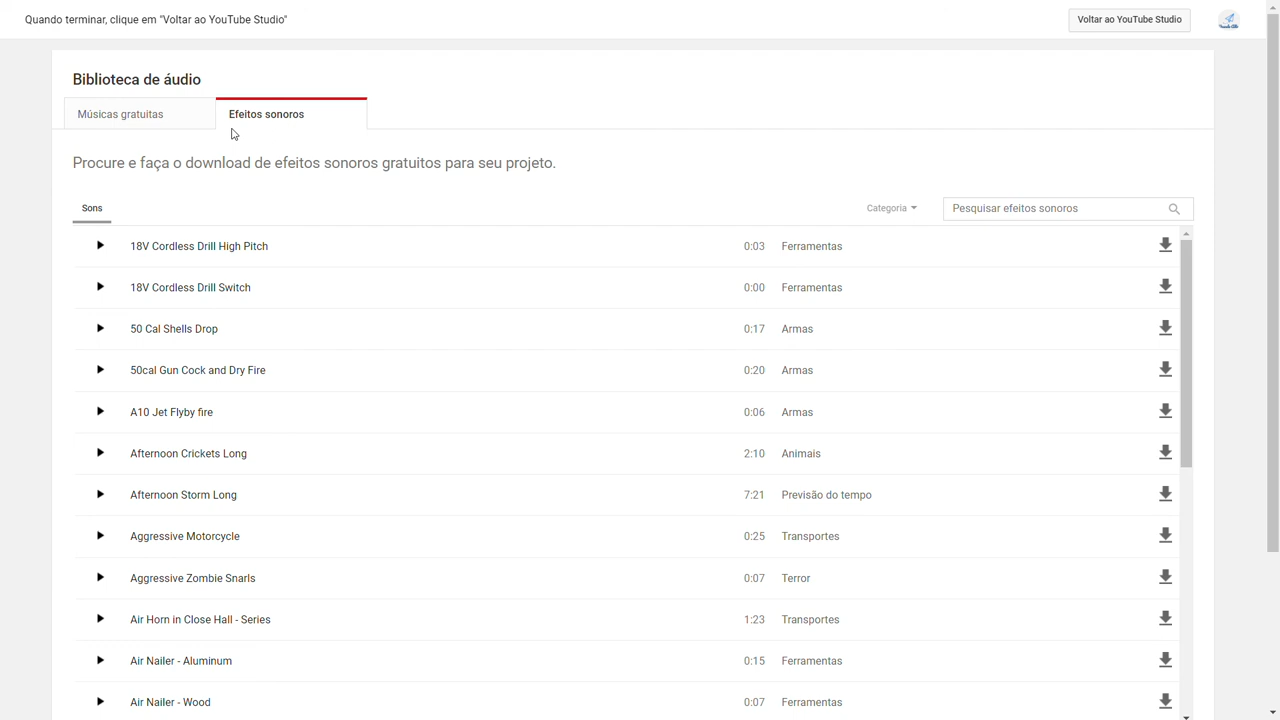 Quando terminar, clique em "Voltar ao YouTube Studio"
Voltar ao YouTube Studio
Biblioteca de áudio
Músicas gratuitas
Efeitos sonoros
Procure e faça o download de efeitos sonoros gratuitos para seu projeto.
Sons
Categoria
Pesquisar efeitos sonoros
18V Cordless Drill High Pitch 0:03 Ferramentas
18V Cordless Drill Switch 0:00 Ferramentas
50 Cal Shells Drop 0:17 Armas
50cal Gun Cock and Dry Fire 0:20 Armas
A10 Jet Flyby fire 0:06 Armas
Afternoon Crickets Long 2:10 Animais
Afternoon Storm Long 7:21 Previsão do tempo
Aggressive Motorcycle 0:25 Transportes
Aggressive Zombie Snarls 0:07 Terror
Air Horn in Close Hall - Series 1:23 Transportes
Air Nailer - Aluminum 0:15 Ferramentas
Air Nailer - Wood 0:07 Ferramentas